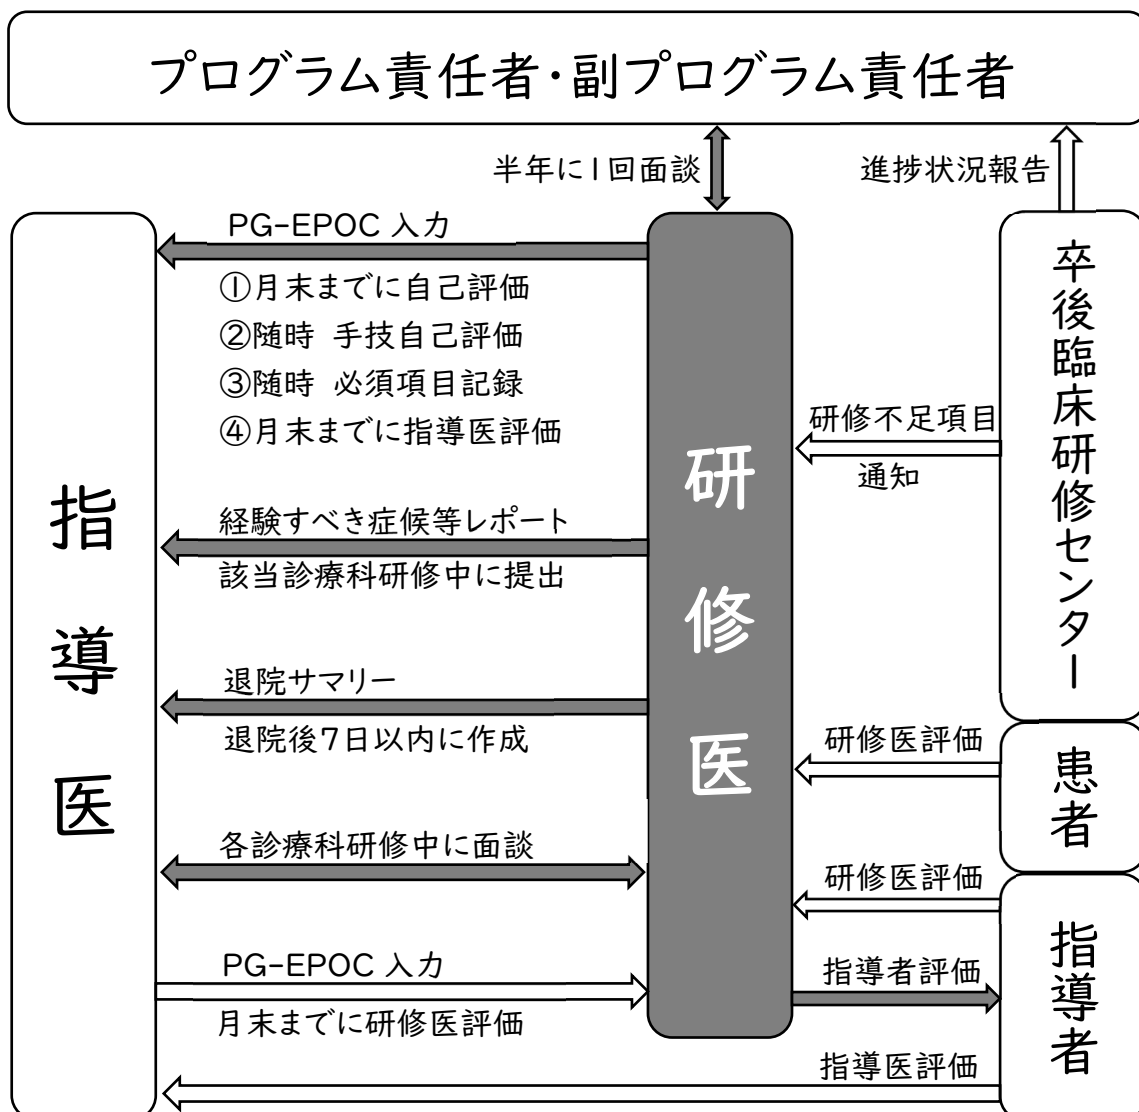 プログラム責任者・副プログラム責任者
半年に1回面談
進捗状況報告
指導医
PG-EPOC 入力
①月末までに自己評価
②随時 手技自己評価
③随時 必須項目記録
④月末までに指導医評価
経験すべき症候等レポート
該当診療科研修中に提出
退院サマリー
退院後7日以内に作成
各診療科研修中に面談
PG-EPOC 入力
月末までに研修医評価
研修医
卒後臨床研修センター
研修不足項目
通知
研修医評価
患者
研修医評価
指導者評価
指導者
指導医評価